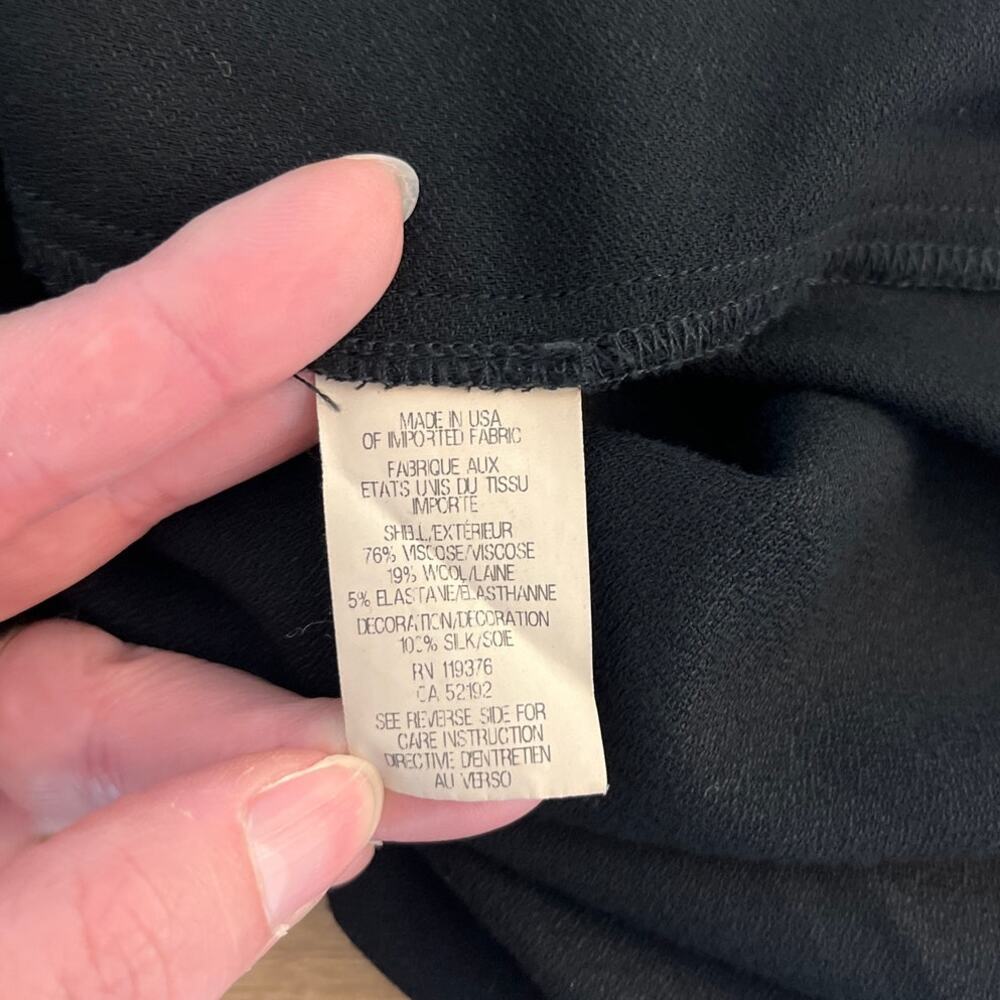 MADE IN USA
OF IMPORTED FABRIC
FABRIQUE AUX
ETATS UNIS DU TISSU
IMPORTE
SHELL/EXTÉRIEUR
76% VISCOSE/VISCOSE
19% WOOL/LAINE
5% ELASTANE/ELASTHANNE
DECORATION/DECORATION
100% SILK/SOIE
RN 119376
CA 52192
SEE REVERSE SIDE FOR
CARE INSTRUCTION
DIRECTIVE D'ENTRETIEN
AU VERSO